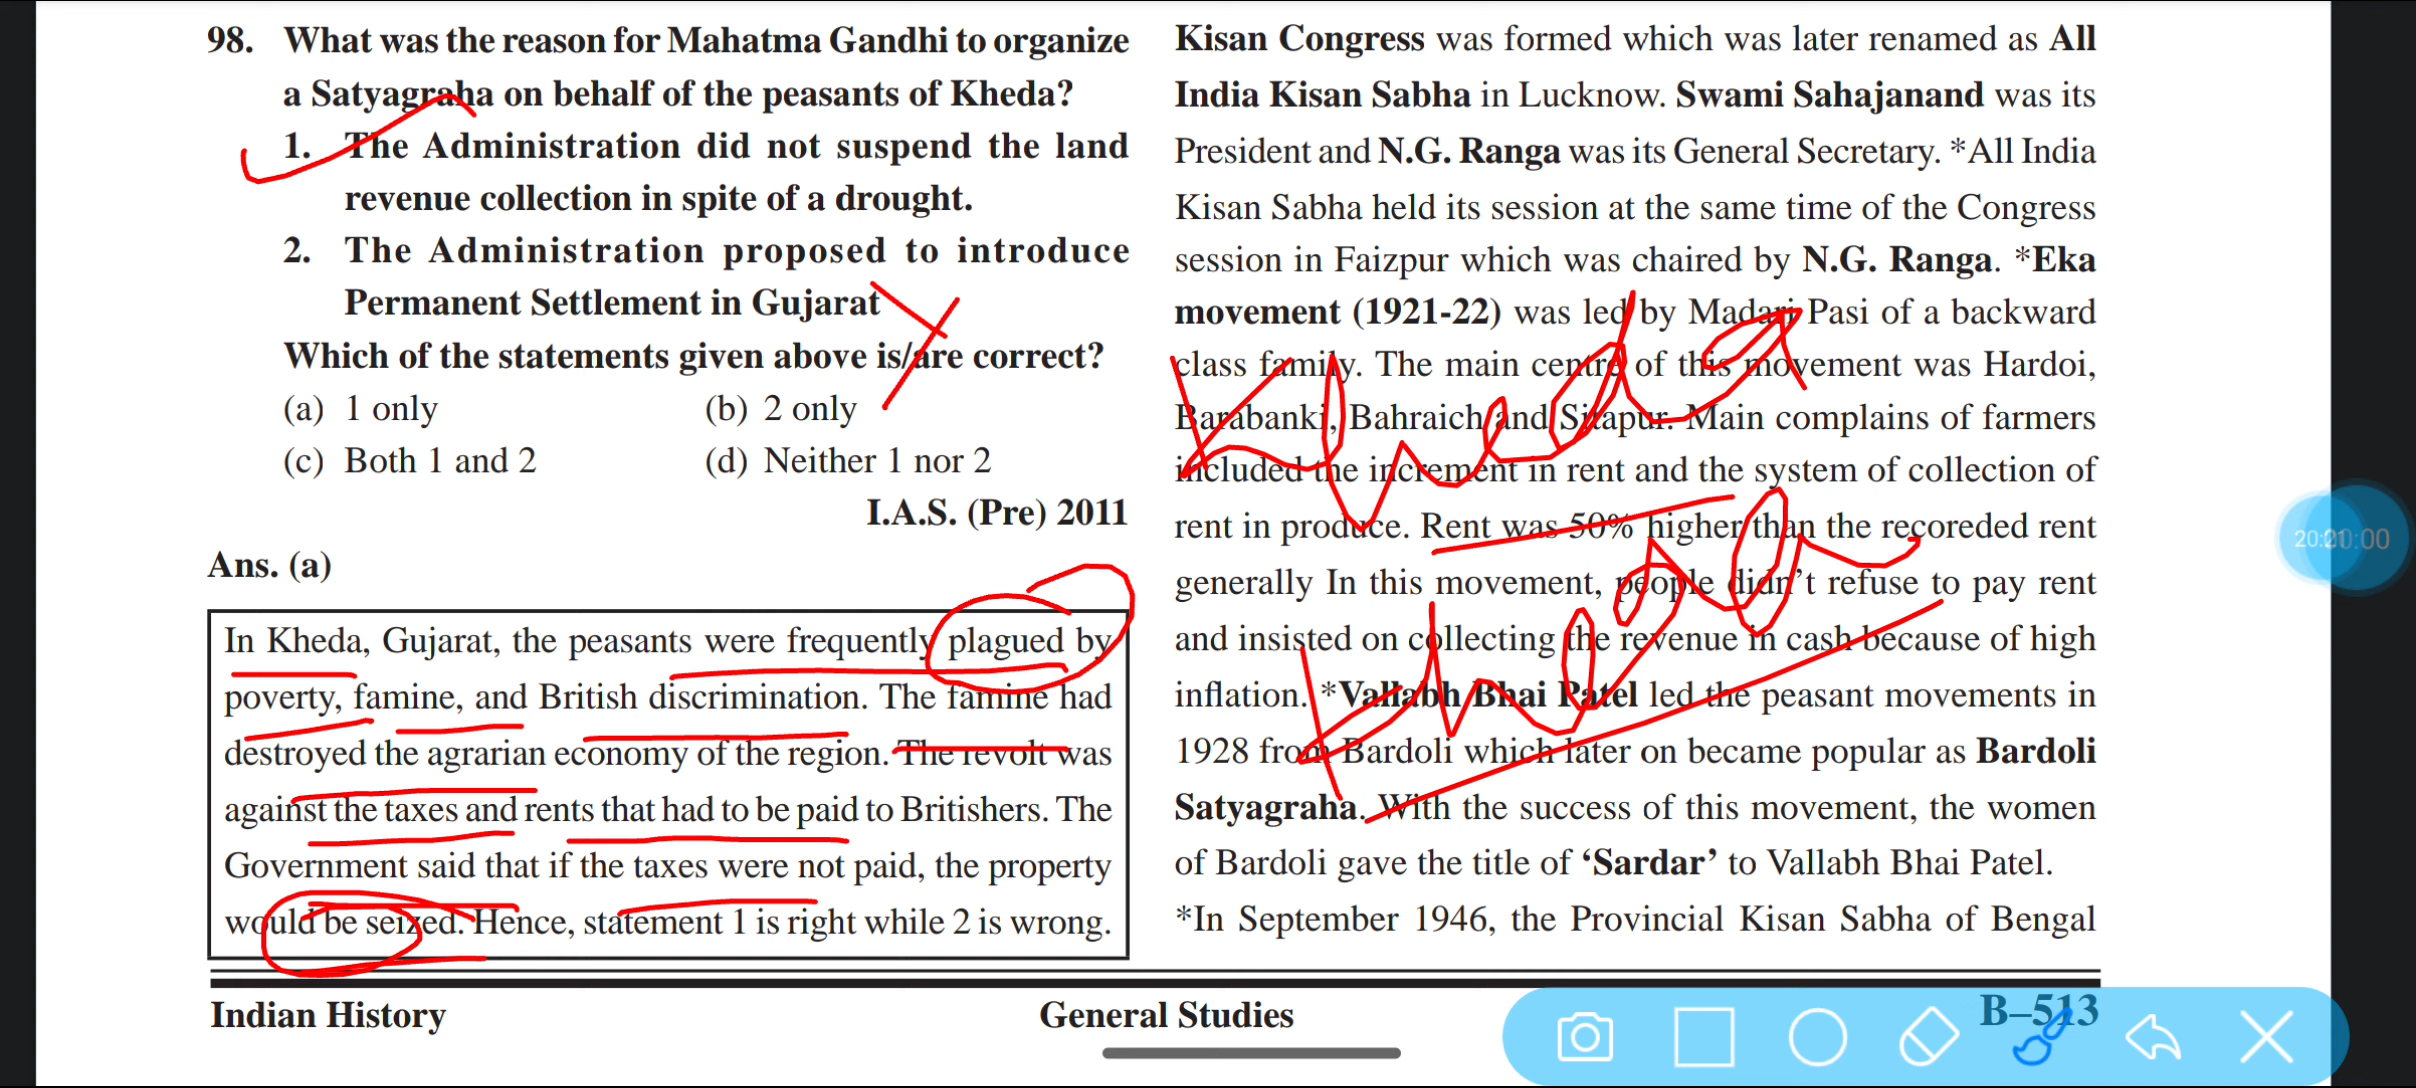 98. What was the reason for Mahatma Gandhi to organize
a Satyagraha on behalf of the peasants of Kheda?
1. The Administration did not suspend the land
revenue collection in spite of a drought.
2. The Administration proposed to introduce
Permanent Settlement in Gujarat
Which of the statements given above is/are correct?
(a) 1 only (b) 2 only
(c) Both 1 and 2 (d) Neither 1 nor 2
I.A.S. (Pre) 2011
Ans. (a)
In Kheda, Gujarat, the peasants were frequently plagued by
poverty, famine, and British discrimination. The famine had
destroyed the agrarian economy of the region. The revolt was
against the taxes and rents that had to be paid to Britishers. The
Government said that if the taxes were not paid, the property
would be seized. Hence, statement 1 is right while 2 is wrong.
Kisan Congress was formed which was later renamed as All
India Kisan Sabha in Lucknow. Swami Sahajanand was its
President and N.G. Ranga was its General Secretary. *All India
Kisan Sabha held its session at the same time of the Congress
session in Faizpur which was chaired by N.G. Ranga. *Eka
movement (1921-22) was led by Madari Pasi of a backward
class family. The main centre of this movement was Hardoi,
Barabanki, Bahraich and Sitapur. Main complains of farmers
included the increment in rent and the system of collection of
rent in produce. Rent was 50% higher than the recoreded rent
generally In this movement, people didn't refuse to pay rent
and insisted on collecting the revenue in cash because of high
inflation. *Vallabh Bhai Patel led the peasant movements in
1928 from Bardoli which later on became popular as Bardoli
Satyagraha. With the success of this movement, the women
of Bardoli gave the title of ‘Sardar’ to Vallabh Bhai Patel.
*In September 1946, the Provincial Kisan Sabha of Bengal
Kheda
Indian History General Studies B–513